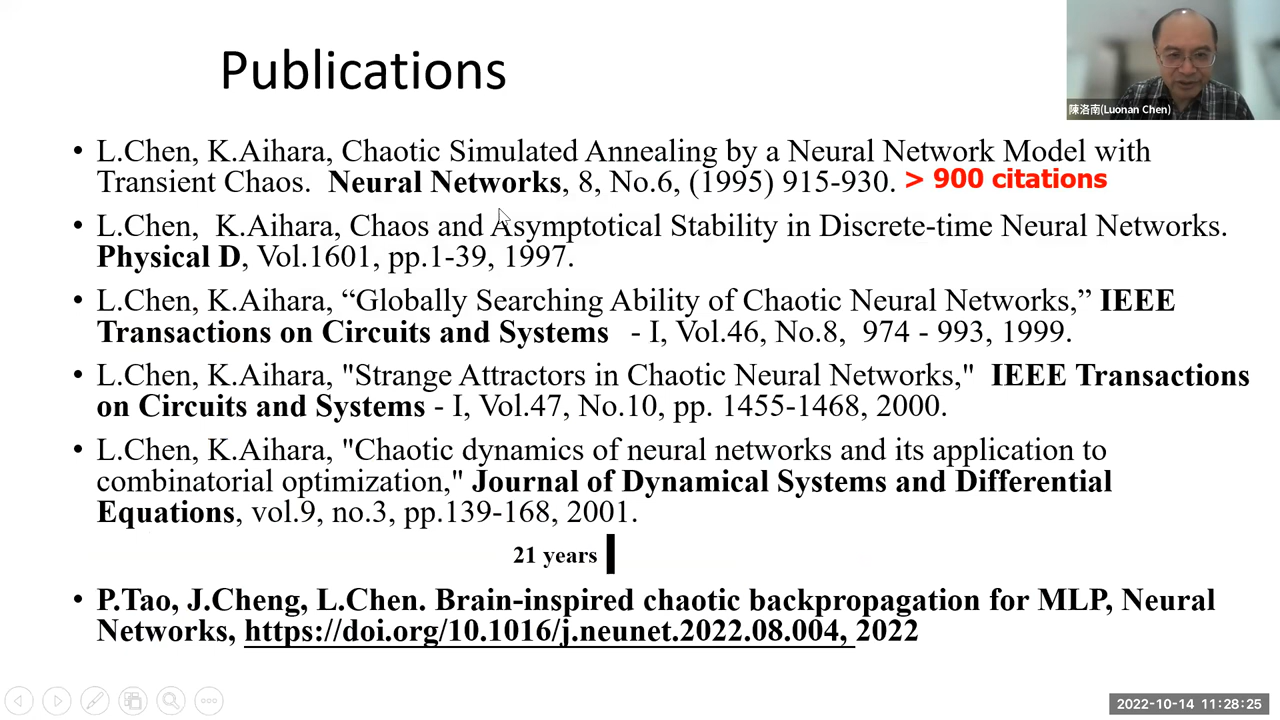 Publications
陳洛南(Luonan Chen)
• L.Chen, K.Aihara, Chaotic Simulated Annealing by a Neural Network Model with
Transient Chaos. Neural Networks, 8, No.6, (1995) 915-930. > 900 citations
• L.Chen, K.Aihara, Chaos and Asymptotical Stability in Discrete-time Neural Networks.
Physical D, Vol.1601, pp.1-39, 1997.
• L.Chen, K.Aihara, “Globally Searching Ability of Chaotic Neural Networks,” IEEE
Transactions on Circuits and Systems - I, Vol.46, No.8, 974 - 993, 1999.
• L.Chen, K.Aihara, "Strange Attractors in Chaotic Neural Networks," IEEE Transactions
on Circuits and Systems - I, Vol.47, No.10, pp. 1455-1468, 2000.
• L.Chen, K.Aihara, "Chaotic dynamics of neural networks and its application to
combinatorial optimization," Journal of Dynamical Systems and Differential
Equations, vol.9, no.3, pp.139-168, 2001.
21 years
• P.Tao, J.Cheng, L.Chen. Brain-inspired chaotic backpropagation for MLP, Neural
Networks, https://doi.org/10.1016/j.neunet.2022.08.004, 2022
2022-10-14 11:28:25